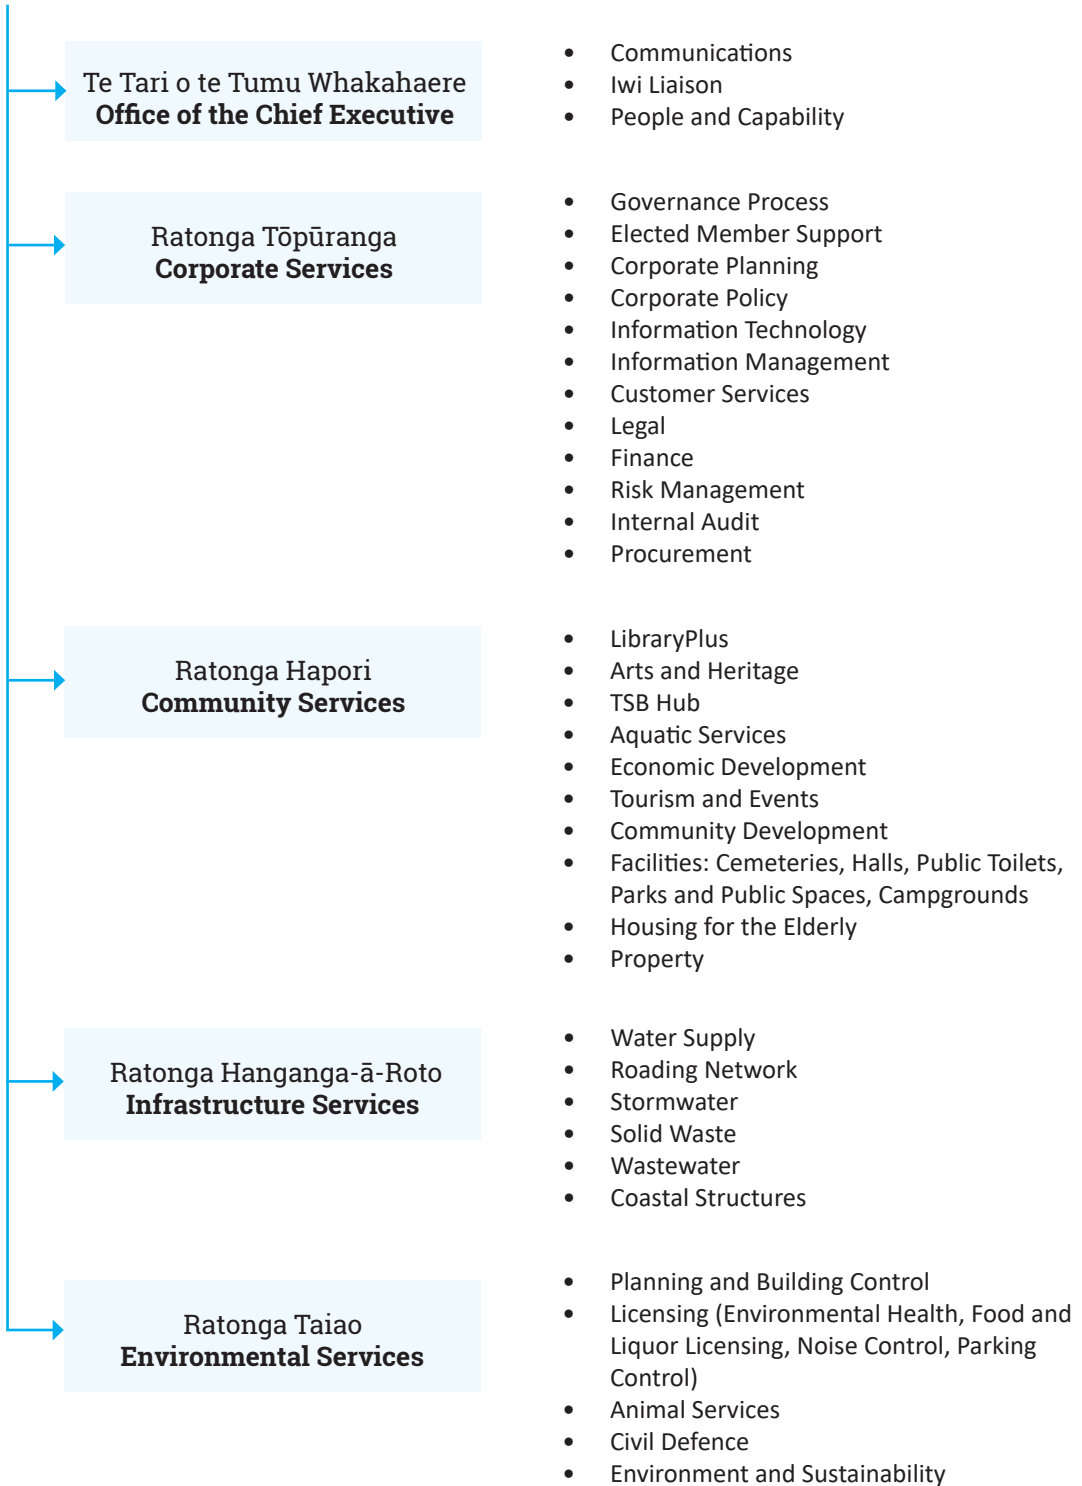 Te Tari o te Tumu Whakahaere
Office of the Chief Executive
• Communications
• Iwi Liaison
• People and Capability
Ratonga Tōpūranga
Corporate Services
• Governance Process
• Elected Member Support
• Corporate Planning
• Corporate Policy
• Information Technology
• Information Management
• Customer Services
• Legal
• Finance
• Risk Management
• Internal Audit
• Procurement
Ratonga Hapori
Community Services
• LibraryPlus
• Arts and Heritage
• TSB Hub
• Aquatic Services
• Economic Development
• Tourism and Events
• Community Development
• Facilities: Cemeteries, Halls, Public Toilets,
Parks and Public Spaces, Campgrounds
• Housing for the Elderly
• Property
Ratonga Hanganga-ā-Roto
Infrastructure Services
• Water Supply
• Roading Network
• Stormwater
• Solid Waste
• Wastewater
• Coastal Structures
Ratonga Taiao
Environmental Services
• Planning and Building Control
• Licensing (Environmental Health, Food and
Liquor Licensing, Noise Control, Parking
Control)
• Animal Services
• Civil Defence
• Environment and Sustainability